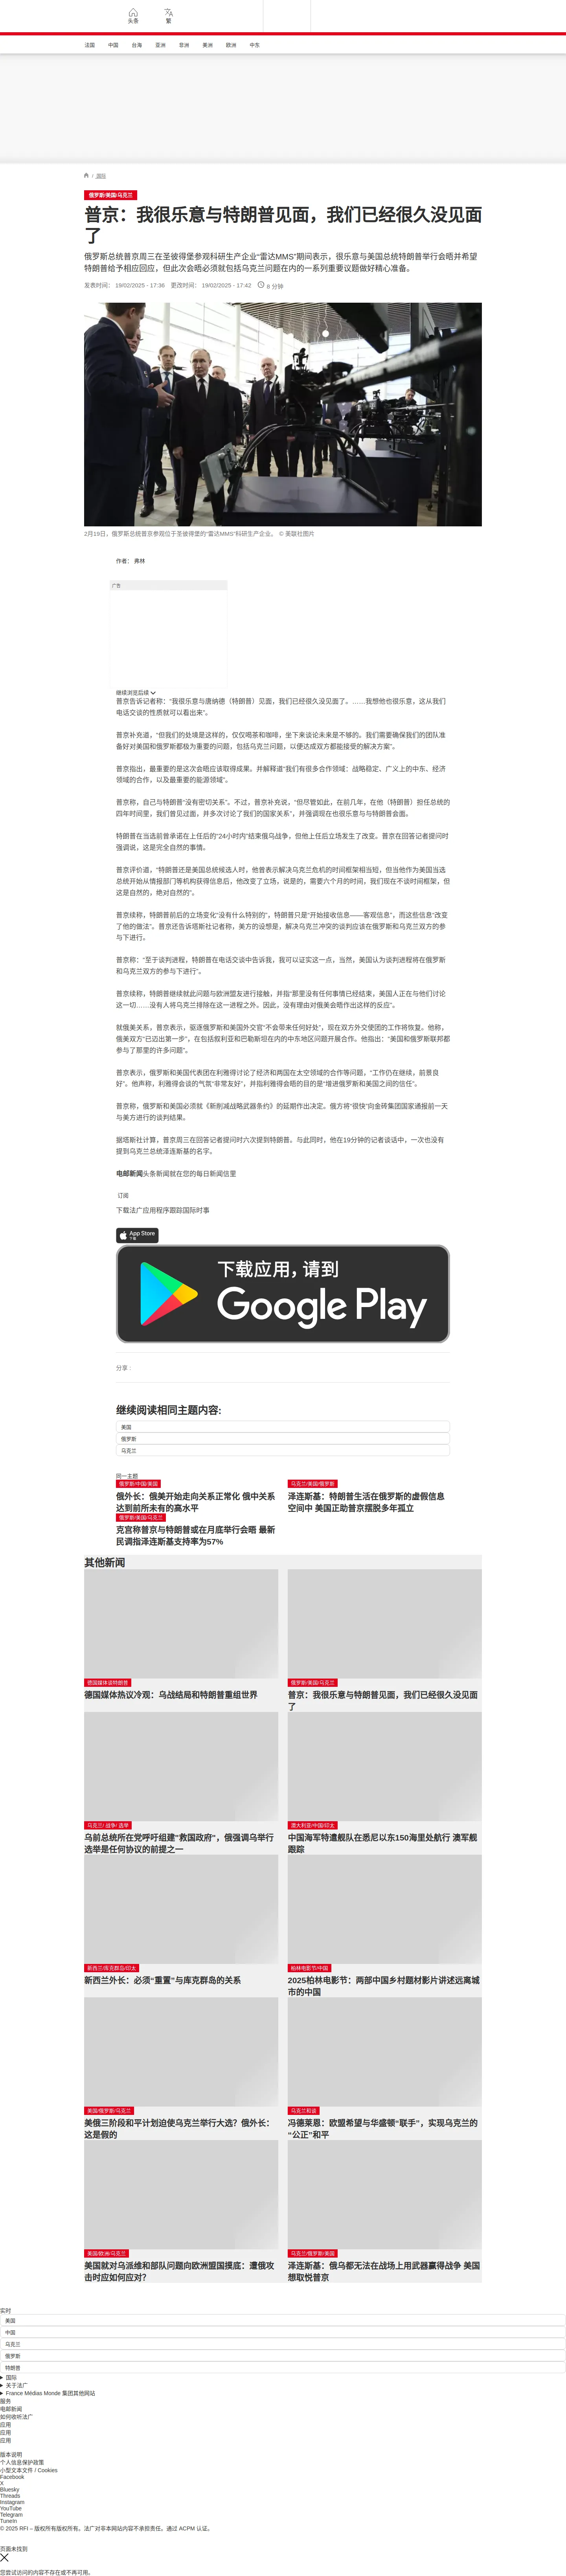 头条
繁
法国
中国
台海
亚洲
非洲
美洲
欧洲
中东
/ 国际
俄罗斯/美国/乌克兰
普京：我很乐意与特朗普见面，我们已经很久没见面
了
俄罗斯总统普京周三在圣彼得堡参观科研生产企业“雷达MMS”期间表示，很乐意与美国总统特朗普举行会晤并希望
特朗普给予相应回应，但此次会晤必须就包括乌克兰问题在内的一系列重要议题做好精心准备。
发表时间： 19/02/2025 - 17:36 更改时间： 19/02/2025 - 17:42 8 分钟
2月19日，俄罗斯总统普京参观位于圣彼得堡的“雷达MMS”科研生产企业。 © 美联社图片
作者： 弗林
广告
继续浏览后续
普京告诉记者称：“我很乐意与唐纳德（特朗普）见面，我们已经很久没见面了。……我想他也很乐意，这从我们
电话交谈的性质就可以看出来”。
普京补充道，“但我们的处境是这样的，仅仅喝茶和咖啡，坐下来谈论未来是不够的。我们需要确保我们的团队准
备好对美国和俄罗斯都极为重要的问题，包括乌克兰问题，以便达成双方都能接受的解决方案”。
普京指出，最重要的是这次会晤应该取得成果。并解释道“我们有很多合作领域：战略稳定、广义上的中东、经济
领域的合作，以及最重要的能源领域”。
普京称，自己与特朗普“没有密切关系”。不过，普京补充说，“但尽管如此，在前几年，在他（特朗普）担任总统的
四年时间里，我们曾见过面，并多次讨论了我们的国家关系”，并强调现在也很乐意与与特朗普会面。
特朗普在当选前曾承诺在上任后的“24小时内”结束俄乌战争，但他上任后立场发生了改变。普京在回答记者提问时
强调说，这是完全自然的事情。
普京评价道，“特朗普还是美国总统候选人时，他曾表示解决乌克兰危机的时间框架相当短，但当他作为美国当选
总统开始从情报部门等机构获得信息后，他改变了立场，说是的，需要六个月的时间，我们现在不谈时间框架，但
这是自然的，绝对自然的”。
普京续称，特朗普前后的立场变化“没有什么特别的”，特朗普只是“开始接收信息——客观信息”，而这些信息“改变
了他的做法”。普京还告诉塔斯社记者称，美方的设想是，解决乌克兰冲突的谈判应该在俄罗斯和乌克兰双方的参
与下进行。
普京称：“至于谈判进程，特朗普在电话交谈中告诉我，我可以证实这一点，当然，美国认为谈判进程将在俄罗斯
和乌克兰双方的参与下进行”。
普京续称，特朗普继续就此问题与欧洲盟友进行接触，并指“那里没有任何事情已经结束，美国人正在与他们讨论
这一切……没有人将乌克兰排除在这一进程之外。因此，没有理由对俄美会晤作出这样的反应”。
就俄美关系，普京表示，驱逐俄罗斯和美国外交官“不会带来任何好处”，现在双方外交使团的工作将恢复。他称，
俄美双方“已迈出第一步”，在包括叙利亚和巴勒斯坦在内的中东地区问题开展合作。他指出：“美国和俄罗斯联邦都
参与了那里的许多问题”。
普京表示，俄罗斯和美国代表团在利雅得讨论了经济和两国在太空领域的合作等问题，“工作仍在继续，前景良
好”。他声称，利雅得会谈的气氛“非常友好”，并指利雅得会晤的目的是“增进俄罗斯和美国之间的信任”。
普京称，俄罗斯和美国必须就《新削减战略武器条约》的延期作出决定。俄方将“很快”向金砖集团国家通报前一天
与美方进行的谈判结果。
据塔斯社计算，普京周三在回答记者提问时六次提到特朗普。与此同时，他在19分钟的记者谈话中，一次也没有
提到乌克兰总统泽连斯基的名字。
电邮新闻头条新闻就在您的每日新闻信里
订阅
下载法广应用程序跟踪国际时事
App Store
下载
下载应用，请到
Google Play
分享 :
继续阅读相同主题内容:
美国
俄罗斯
乌克兰
同一主题
俄罗斯/中国/美国
俄外长：俄美开始走向关系正常化 俄中关系
达到前所未有的高水平
乌克兰/美国/俄罗斯
泽连斯基：特朗普生活在俄罗斯的虚假信息
空间中 美国正助普京摆脱多年孤立
俄罗斯/美国/乌克兰
克宫称普京与特朗普或在月底举行会晤 最新
民调指泽连斯基支持率为57%
其他新闻
德国媒体谈特朗普
德国媒体热议冷观：乌战结局和特朗普重组世界
俄罗斯/美国/乌克兰
普京：我很乐意与特朗普见面，我们已经很久没见面
了
乌克兰/ 战争/ 选举
乌前总统所在党呼吁组建"救国政府"，俄强调乌举行
选举是任何协议的前提之一
澳大利亚/中国/印太
中国海军特遣舰队在悉尼以东150海里处航行 澳军舰
跟踪
新西兰/库克群岛/印太
新西兰外长：必须“重置”与库克群岛的关系
柏林电影节/中国
2025柏林电影节：两部中国乡村题材影片讲述远离城
市的中国
美国/俄罗斯/乌克兰
美俄三阶段和平计划迫使乌克兰举行大选？俄外长：
这是假的
乌克兰和谈
冯德莱恩：欧盟希望与华盛顿“联手”，实现乌克兰的
“公正”和平
美国/欧洲/乌克兰
美国就对乌派维和部队问题向欧洲盟国摸底：遭俄攻
击时应如何应对？
乌克兰/俄罗斯/美国
泽连斯基：俄乌都无法在战场上用武器赢得战争 美国
想取悦普京
实时
美国
中国
乌克兰
俄罗斯
特朗普
国际
关于法广
France Médias Monde 集团其他网站
服务
电邮新闻
如何收听法广
应用
应用
应用
版本说明
个人信息保护政策
小型文本文件 / Cookies
Facebook
X
Bluesky
Threads
Instagram
YouTube
Telegram
TuneIn
© 2025 RFI – 版权所有版权所有。法广对非本网站内容不承担责任。通过 ACPM 认证。
页面未找到
您尝试访问的内容不存在或不再可用。